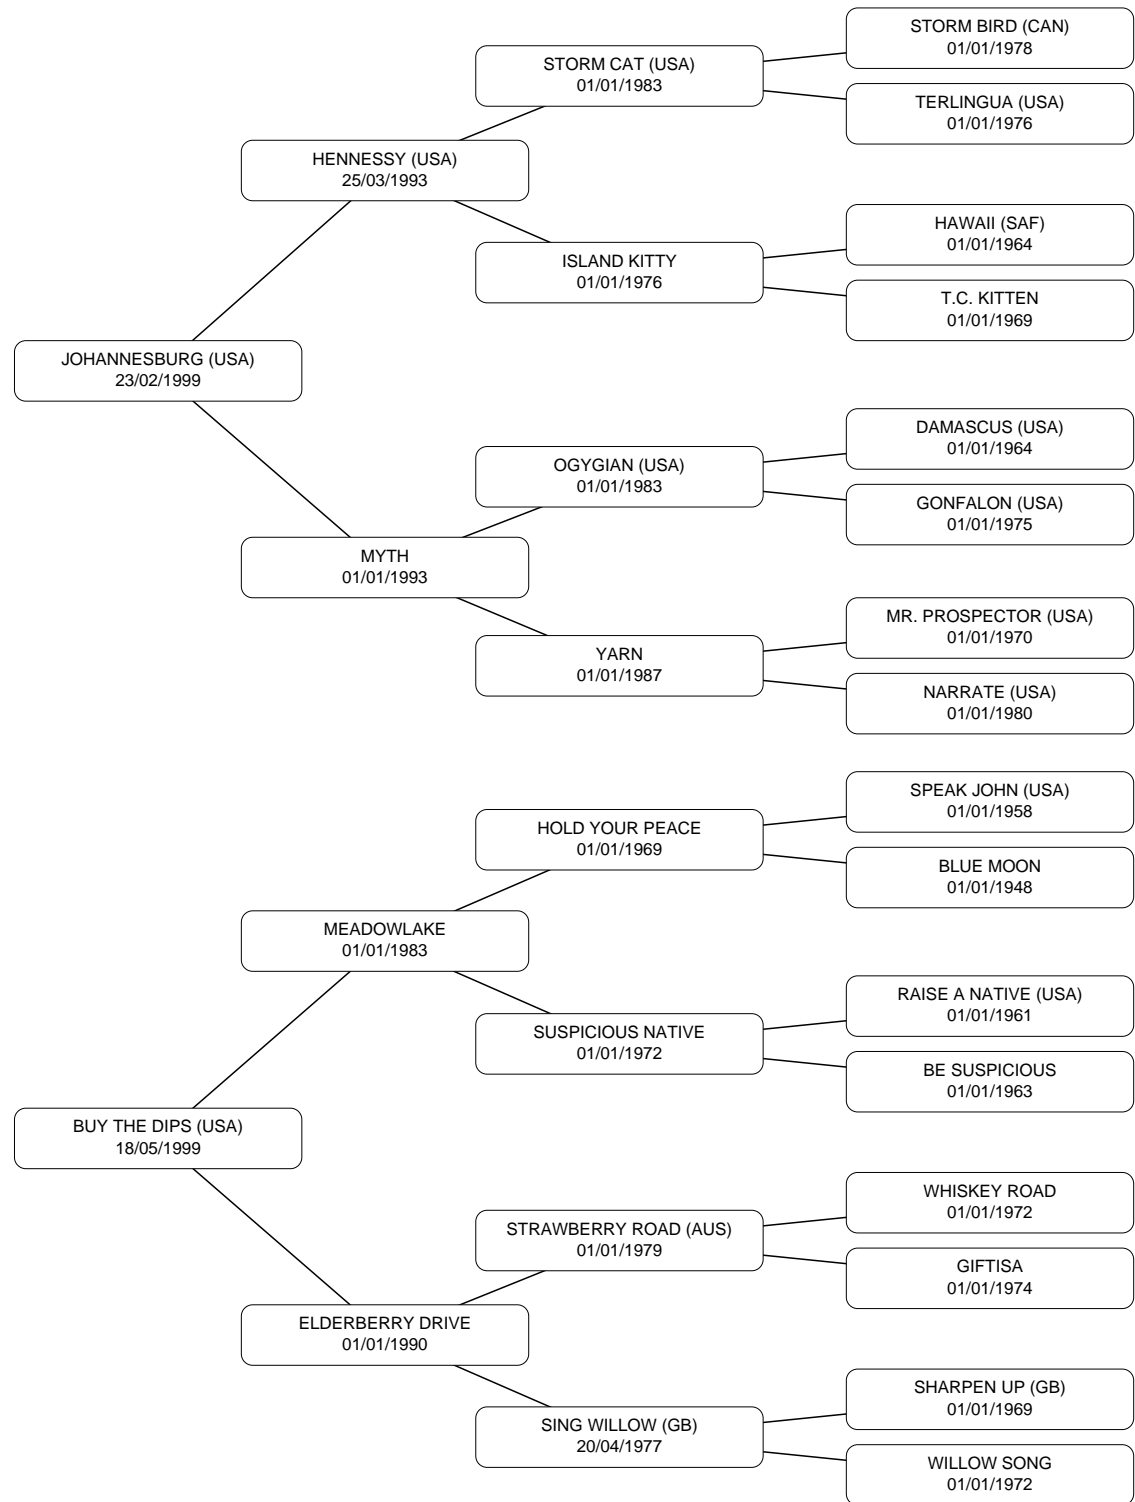 STORM BIRD (CAN)
01/01/1978
STORM CAT (USA)
01/01/1983
TERLINGUA (USA)
01/01/1976
HENNESSY (USA)
25/03/1993
HAWAII (SAF)
01/01/1964
ISLAND KITTY
01/01/1976
T.C. KITTEN
01/01/1969
JOHANNESBURG (USA)
23/02/1999
DAMASCUS (USA)
01/01/1964
OGYGIAN (USA)
01/01/1983
GONFALON (USA)
01/01/1975
MYTH
01/01/1993
MR. PROSPECTOR (USA)
01/01/1970
YARN
01/01/1987
NARRATE (USA)
01/01/1980
SPEAK JOHN (USA)
01/01/1958
HOLD YOUR PEACE
01/01/1969
BLUE MOON
01/01/1948
MEADOWLAKE
01/01/1983
RAISE A NATIVE (USA)
01/01/1961
SUSPICIOUS NATIVE
01/01/1972
BE SUSPICIOUS
01/01/1963
BUY THE DIPS (USA)
18/05/1999
WHISKEY ROAD
01/01/1972
STRAWBERRY ROAD (AUS)
01/01/1979
GIFTISA
01/01/1974
ELDERBERRY DRIVE
01/01/1990
SHARPEN UP (GB)
01/01/1969
SING WILLOW (GB)
20/04/1977
WILLOW SONG
01/01/1972